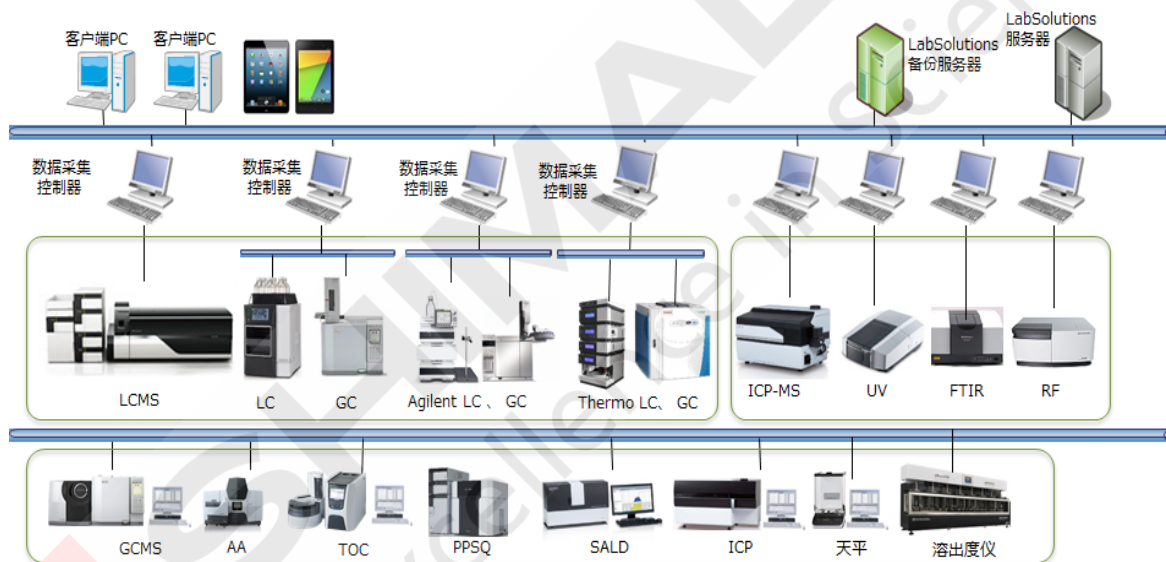 客户端PC
客户端PC
LabSolutions
备份服务器
LabSolutions
服务器
数据采集
控制器
数据采集
控制器
数据采集
控制器
数据采集
控制器
LCMS
LC
GC
Agilent LC 、 GC
Thermo LC、 GC
ICP-MS
UV
FTIR
RF
GCMS
AA
TOC
PPSQ
SALD
ICP
天平
溶出度仪